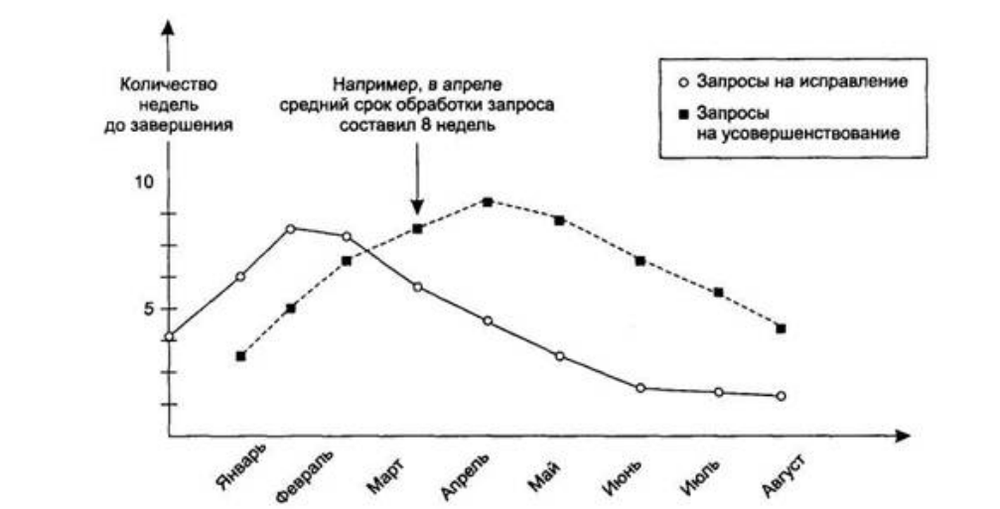 Количество
недель
до завершения
Например, в апреле
средний срок обработки запроса
составил 8 недель
Запросы на исправление
Запросы
на усовершенствование
10
5
Январь
Февраль
Март
Апрель
Май
Июнь
Июль
Август